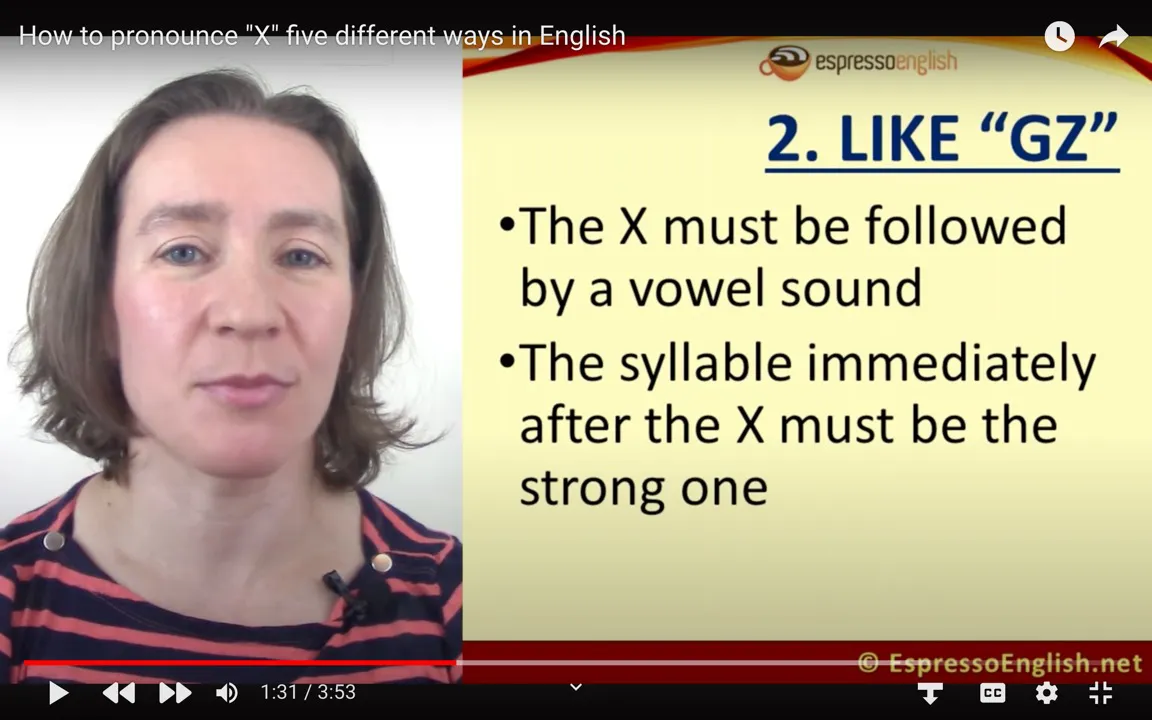 How to pronounce "X" five different ways in English
espressoenglish
2. LIKE “GZ”
•The X must be followed
by a vowel sound
•The syllable immediately
after the X must be the
strong one
© EspressoEnglish.net
1:31 / 3:53
CC